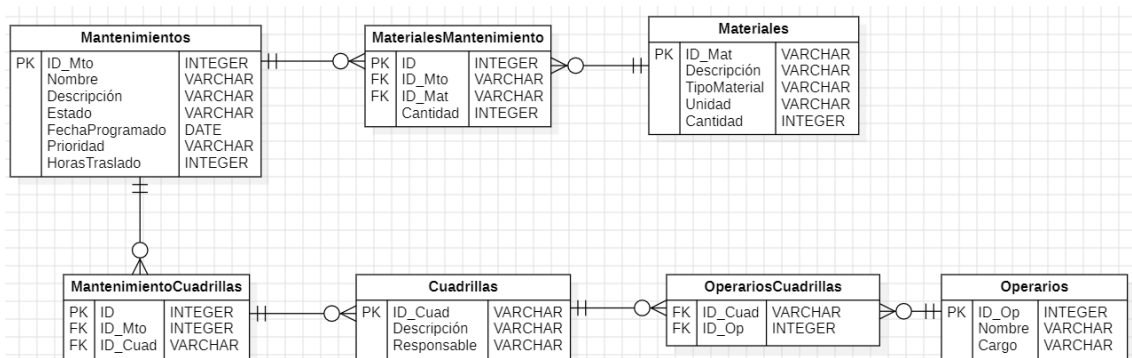 Mantenimientos
PK ID_Mto INTEGER
Nombre VARCHAR
Descripción VARCHAR
Estado VARCHAR
FechaProgramado DATE
Prioridad VARCHAR
HorasTraslado INTEGER
MaterialesMantenimiento
PK ID INTEGER
FK ID_Mto VARCHAR
FK ID_Mat VARCHAR
Cantidad INTEGER
Materiales
PK ID_Mat VARCHAR
Descripción VARCHAR
TipoMaterial VARCHAR
Unidad VARCHAR
Cantidad INTEGER
MantenimientoCuadrillas
PK ID INTEGER
FK ID_Mto INTEGER
FK ID_Cuad VARCHAR
Cuadrillas
PK ID_Cuad VARCHAR
Descripción VARCHAR
Responsable VARCHAR
OperariosCuadrillas
FK ID_Cuad VARCHAR
FK ID_Op INTEGER
Operarios
PK ID_Op INTEGER
Nombre VARCHAR
Cargo VARCHAR